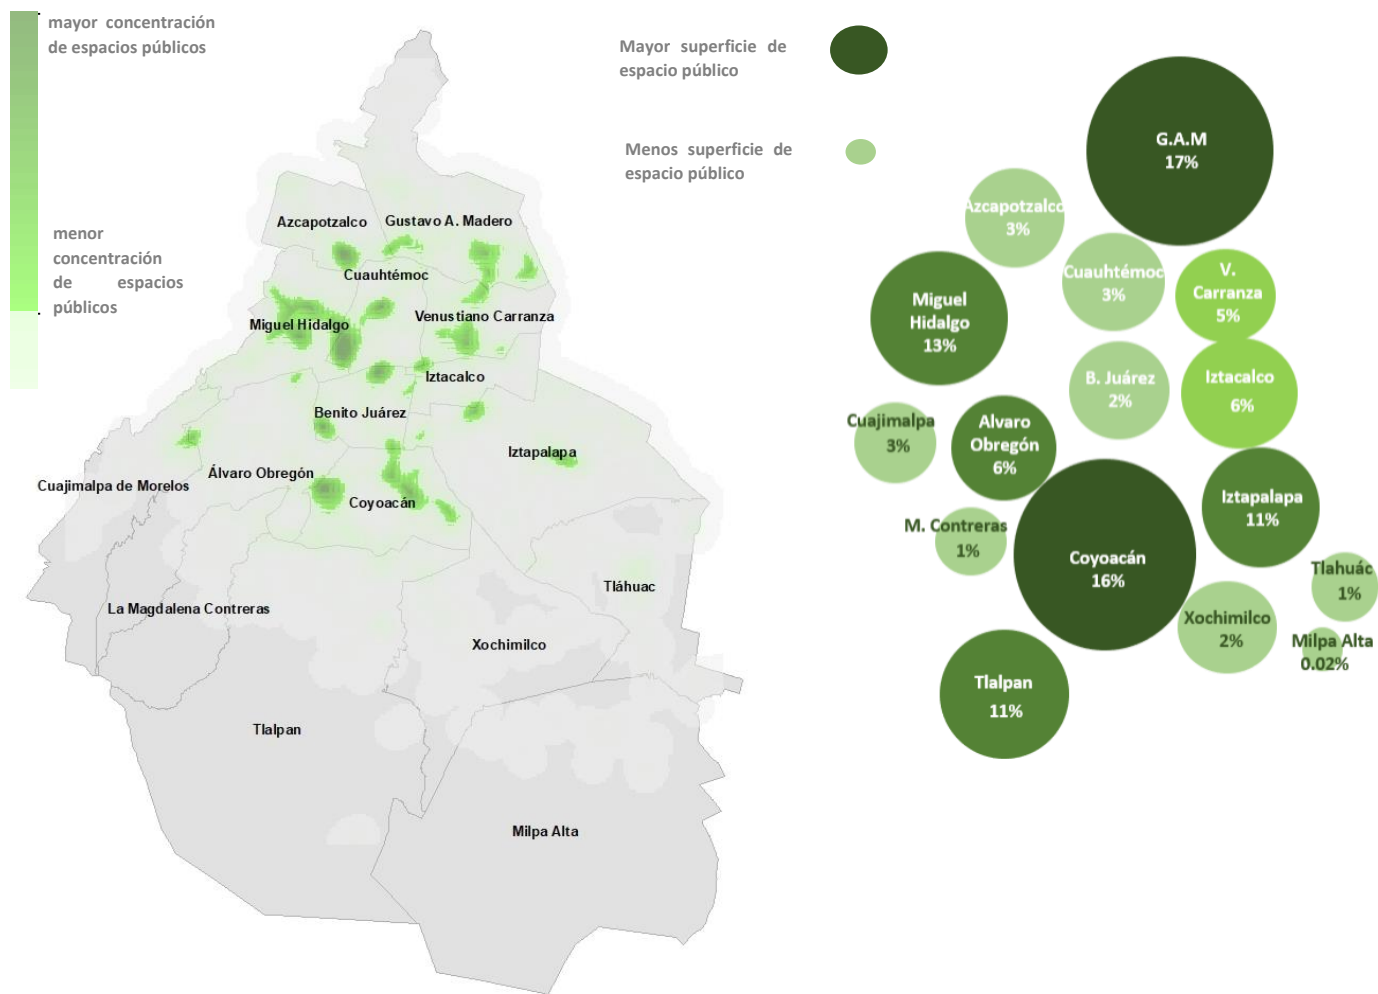 mayor concentración
de espacios públicos
menor
concentración
de espacios
públicos
Mayor superficie de
espacio público
Menos superficie de
espacio público
Azcapotzalco
Gustavo A. Madero
Cuauhtémoc
Miguel Hidalgo
Venustiano Carranza
Iztacalco
Benito Juárez
Iztapalapa
Álvaro Obregón
Cuajimalpa de Morelos
Coyoacán
Tláhuac
La Magdalena Contreras
Xochimilco
Tlalpan
Milpa Alta
G.A.M
17%
Azcapotzalco
3%
Cuauhtémoc
3%
V.
Carranza
5%
Miguel
Hidalgo
13%
B. Juárez
2%
Iztacalco
6%
Cuajimalpa
3%
Alvaro
Obregón
6%
Iztapalapa
11%
M. Contreras
1%
Coyoacán
16%
Tlahuác
1%
Xochimilco
2%
Milpa Alta
0.02%
Tlalpan
11%